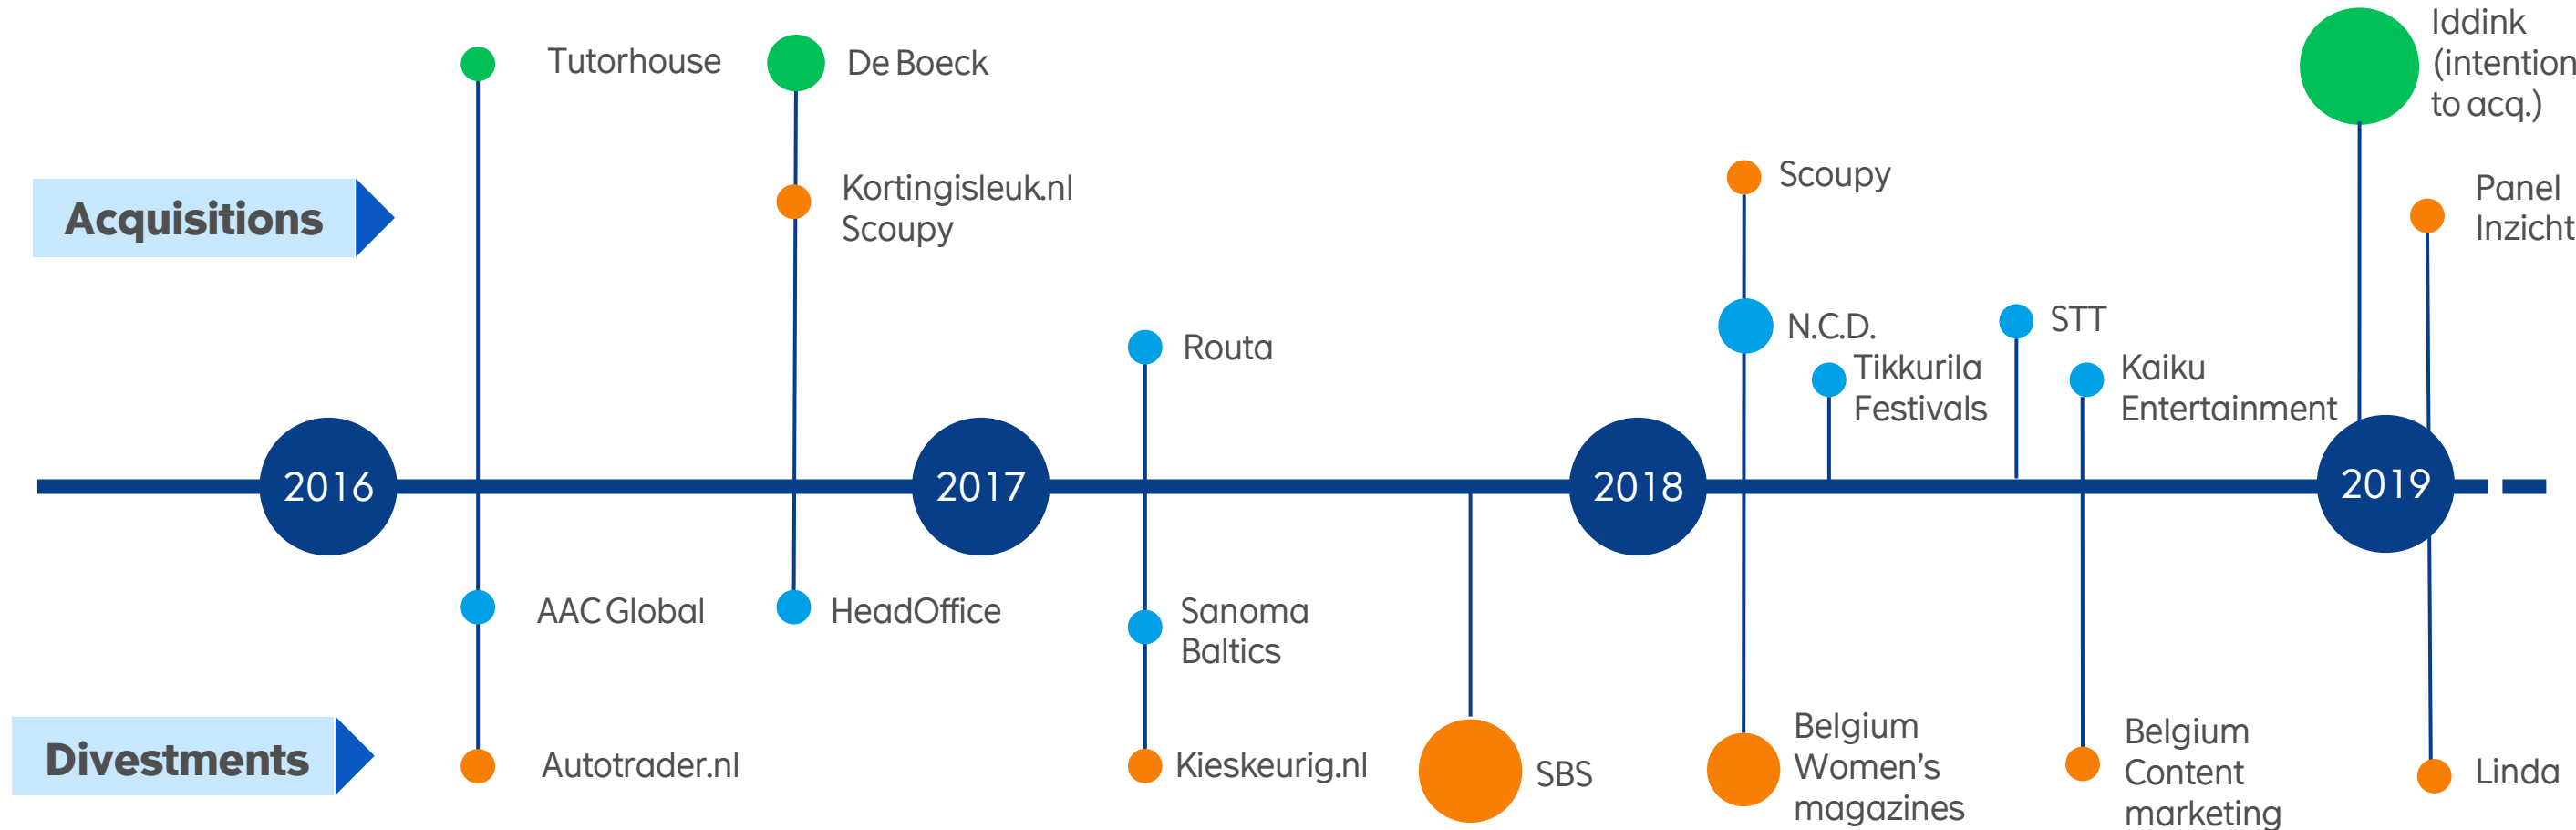 Tutorhouse
De Boeck
Iddink
(intention
to acq.)
Acquisitions
Kortingisleuk.nl
Scoupy
Scoupy
Panel
Inzicht
Routa
N.C.D.
Tikkurila
Festivals
STT
Kaiku
Entertainment
2016
2017
2018
2019
AAC Global
HeadOffice
Sanoma
Baltics
Divestments
Autotrader.nl
Kieskeurig.nl
SBS
Belgium
Women’s
magazines
Belgium
Content
marketing
Linda